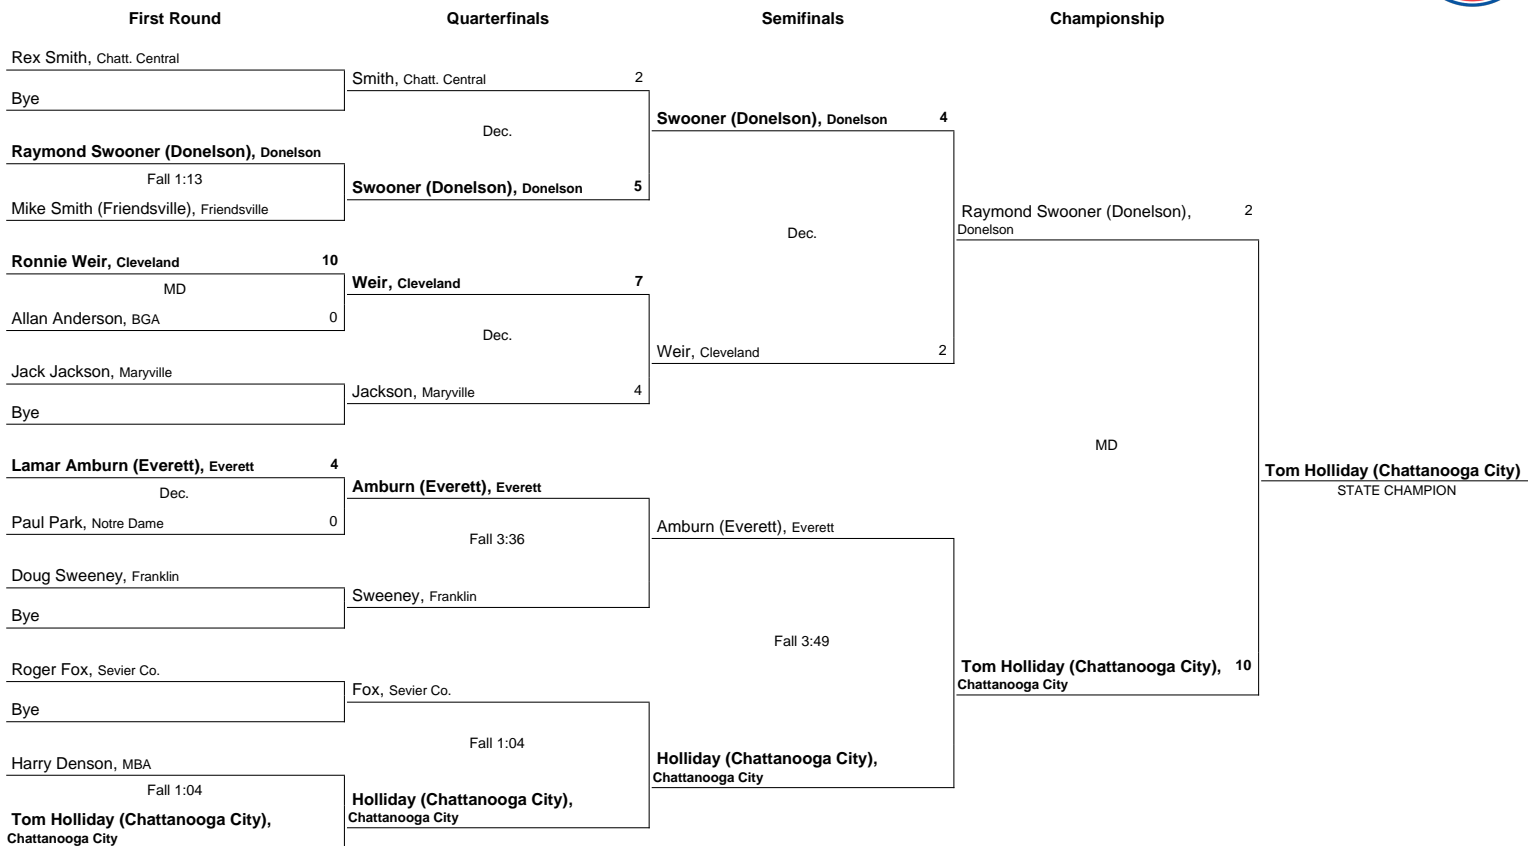 First Round Quarterfinals Semifinals Championship
Rex Smith, Chatt. Central
Bye
Raymond Swooner (Donelson), Donelson
Fall 1:13
Mike Smith (Friendsville), Friendsville
Ronnie Weir, Cleveland 10
MD
Allan Anderson, BGA 0
Jack Jackson, Maryville
Bye
Lamar Amburn (Everett), Everett 4
Dec.
Paul Park, Notre Dame 0
Doug Sweeney, Franklin
Bye
Roger Fox, Sevier Co.
Bye
Harry Denson, MBA
Fall 1:04
Tom Holliday (Chattanooga City),
Chattanooga City
Smith, Chatt. Central 2
Dec.
Swooner (Donelson), Donelson 5
Weir, Cleveland 7
Dec.
Jackson, Maryville 4
Amburn (Everett), Everett
Fall 3:36
Sweeney, Franklin
Fox, Sevier Co.
Fall 1:04
Holliday (Chattanooga City),
Chattanooga City
Swooner (Donelson), Donelson 4
Dec.
Weir, Cleveland 2
Amburn (Everett), Everett
Fall 3:49
Holliday (Chattanooga City),
Chattanooga City
Raymond Swooner (Donelson), 2
Donelson
MD
Tom Holliday (Chattanooga City), 10
Chattanooga City
Tom Holliday (Chattanooga City)
STATE CHAMPION